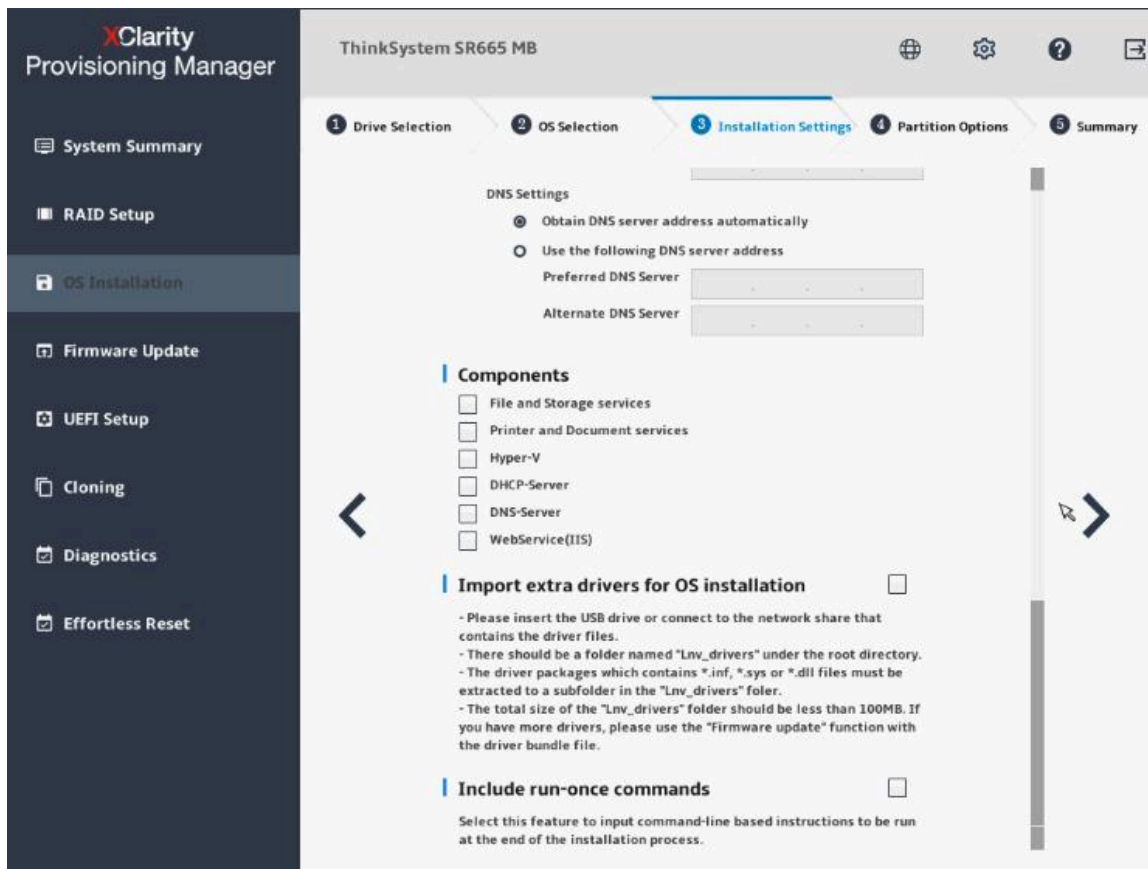 XClarity
Provisioning Manager
ThinkSystem SR665 MB
1 Drive Selection
2 OS Selection
3 Installation Settings
4 Partition Options
5 Summary
System Summary
RAID Setup
OS Installation
Firmware Update
UEFI Setup
Cloning
Diagnostics
Effortless Reset
DNS Settings
Obtain DNS server address automatically
Use the following DNS server address
Preferred DNS Server
Alternate DNS Server
Components
File and Storage services
Printer and Document services
Hyper-V
DHCP-Server
DNS-Server
WebService(IIS)
Import extra drivers for OS installation
- Please insert the USB drive or connect to the network share that
contains the driver files.
- There should be a folder named "Lnv_drivers" under the root directory.
- The driver packages which contains *.inf, *.sys or *.dll files must be
extracted to a subfolder in the "Lnv_drivers" foler.
- The total size of the "Lnv_drivers" folder should be less than 100MB. If
you have more drivers, please use the "Firmware update" function with
the driver bundle file.
Include run-once commands
Select this feature to input command-line based instructions to be run
at the end of the installation process.